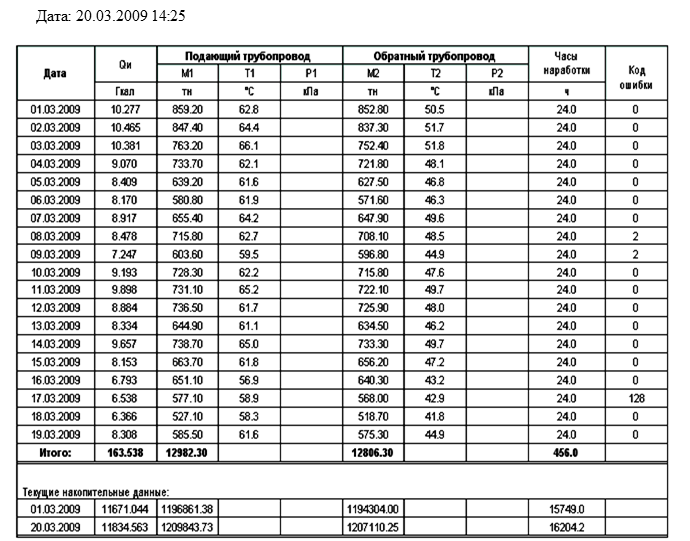 Дата: 20.03.2009 14:25
Дата Qи Подающий трубопровод Обратный трубопровод Часы наработки Код ошибки
M1 T1 P1 M2 T2 P2
Гкал тн °C кПа тн °C кПа ч
01.03.2009 10.277 859.20 62.8 852.80 50.5 24.0 0
02.03.2009 10.465 847.40 64.4 837.30 51.7 24.0 0
03.03.2009 10.381 763.20 66.1 752.40 51.8 24.0 0
04.03.2009 9.070 733.70 62.1 721.80 48.1 24.0 0
05.03.2009 8.409 639.20 61.6 627.50 46.8 24.0 0
06.03.2009 8.170 580.80 61.9 571.60 46.3 24.0 0
07.03.2009 8.917 655.40 64.2 647.90 49.6 24.0 0
08.03.2009 8.478 715.80 62.7 708.10 48.5 24.0 2
09.03.2009 7.247 603.60 59.5 596.80 44.9 24.0 2
10.03.2009 9.193 728.30 62.2 715.80 47.6 24.0 0
11.03.2009 9.898 731.10 65.2 722.10 49.7 24.0 0
12.03.2009 8.884 736.50 61.7 725.90 48.0 24.0 0
13.03.2009 8.334 644.90 61.1 634.50 46.2 24.0 0
14.03.2009 9.657 738.70 65.0 733.30 49.7 24.0 0
15.03.2009 8.153 663.70 61.8 656.20 47.2 24.0 0
16.03.2009 6.793 651.10 56.9 640.30 43.2 24.0 0
17.03.2009 6.538 577.10 58.9 568.00 42.9 24.0 128
18.03.2009 6.366 527.10 58.3 518.70 41.8 24.0 0
19.03.2009 8.308 585.50 61.6 575.30 44.9 24.0 0
Итого: 163.538 12982.30 12806.30 456.0
Текущие накопительные данные:
01.03.2009 11671.044 1196861.38 1194304.00 15749.0
20.03.2009 11834.563 1209843.73 1207110.25 16204.2